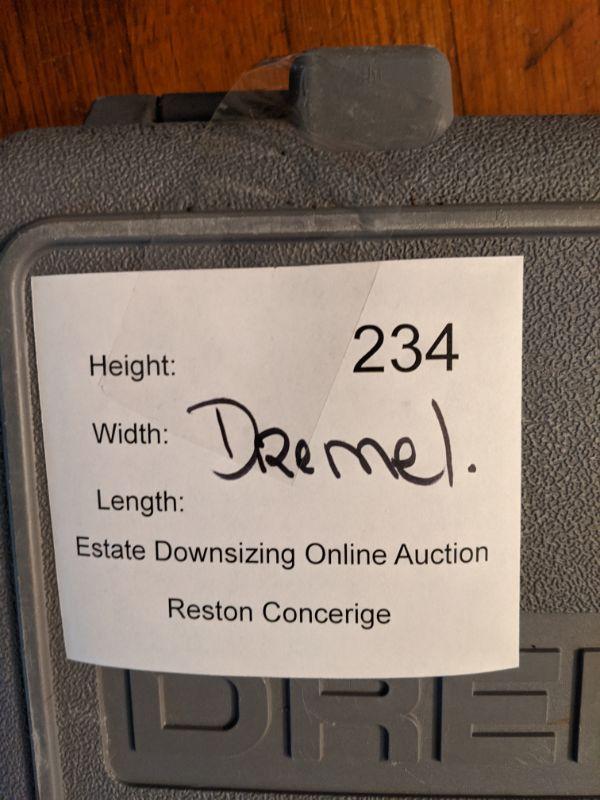 234
Height:
Width: Dremel.
Length:
Estate Downsizing Online Auction
Reston Concerige
DRE